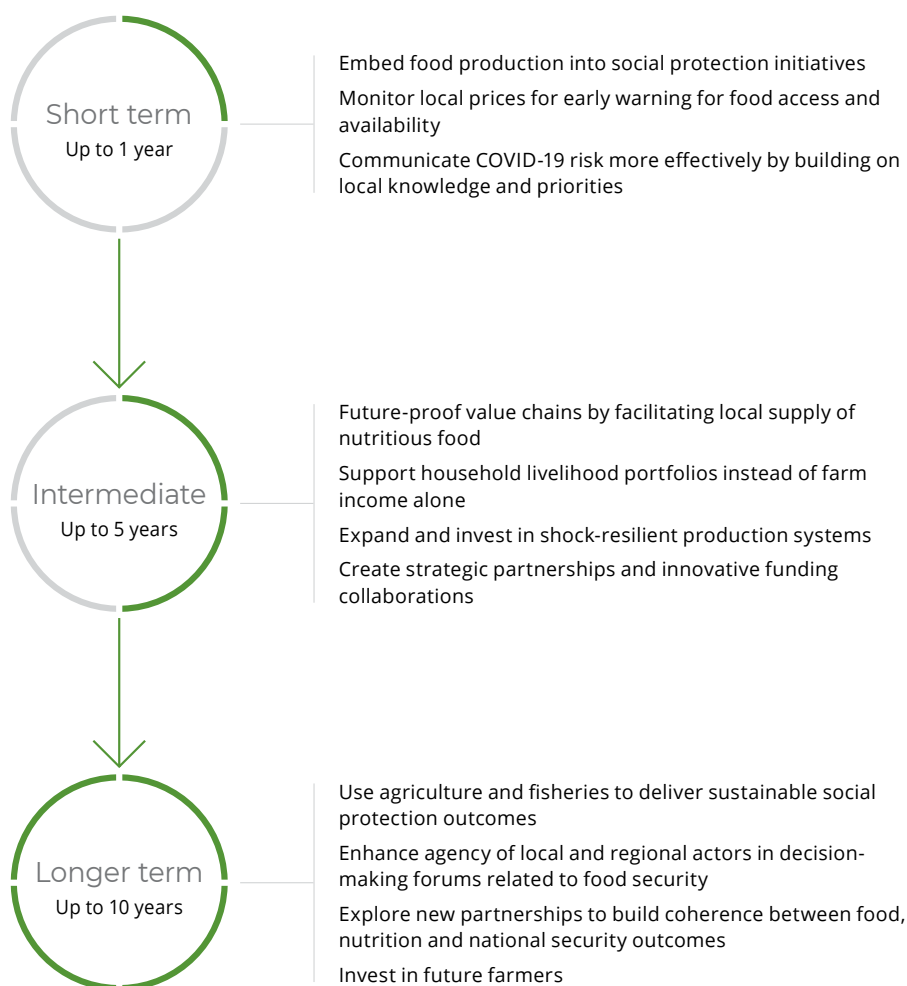 Short term
Up to 1 year
Embed food production into social protection initiatives
Monitor local prices for early warning for food access and
availability
Communicate COVID-19 risk more effectively by building on
local knowledge and priorities
Intermediate
Up to 5 years
Future-proof value chains by facilitating local supply of
nutritious food
Support household livelihood portfolios instead of farm
income alone
Expand and invest in shock-resilient production systems
Create strategic partnerships and innovative funding
collaborations
Longer term
Up to 10 years
Use agriculture and fisheries to deliver sustainable social
protection outcomes
Enhance agency of local and regional actors in decision-
making forums related to food security
Explore new partnerships to build coherence between food,
nutrition and national security outcomes
Invest in future farmers